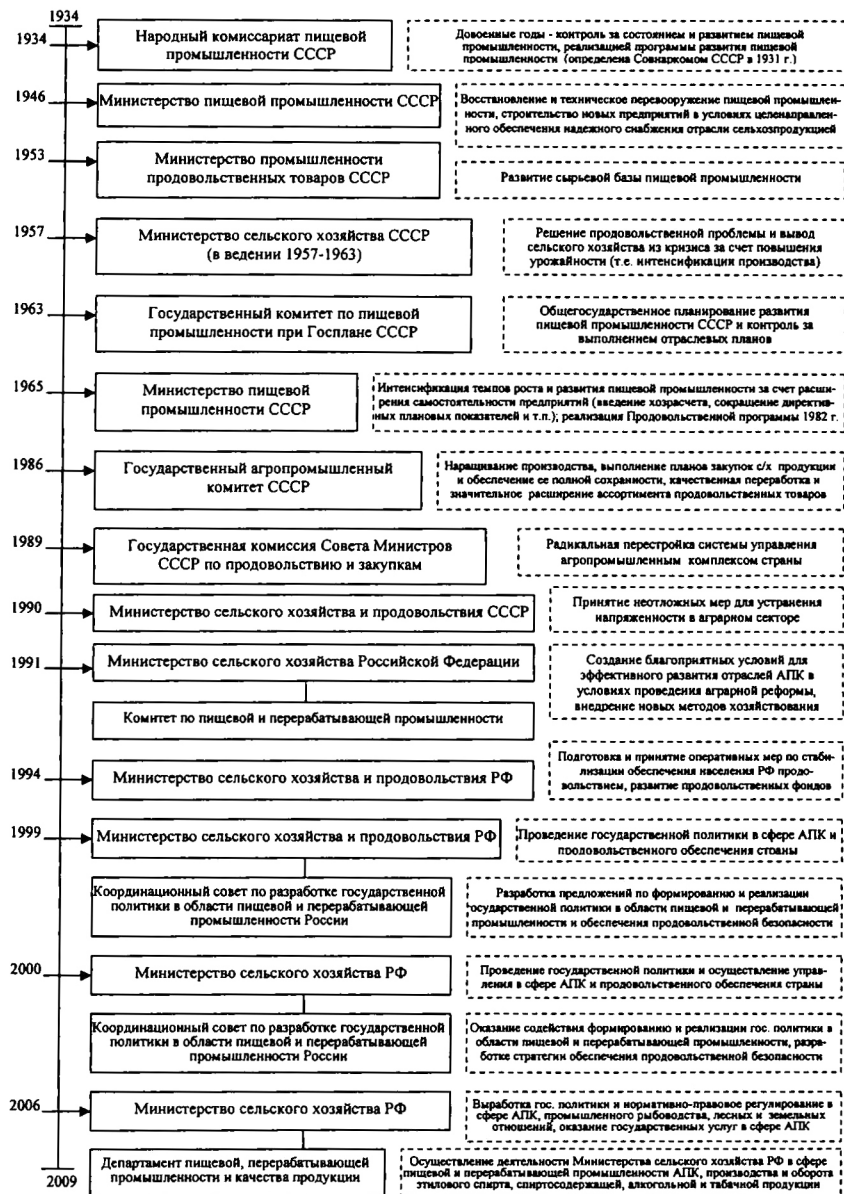 1934
1934
Народный комиссариат пищевой
промышленности СССР
Довоенные годы - контроль за состоянием и развитием пищевой
промышленности, реализацией программы развития пищевой
промышленности (определена Совнаркомом СССР в 1931 г.)
1946
Министерство пищевой промышленности СССР
Восстановление и техническое перевооружение пищевой промышлен-
ности, строительство новых предприятий в условиях целенаправлен-
ного обеспечения надежного снабжения отрасли сельхозпродукцией
1953
Министерство промышленности
продовольственных товаров СССР
Развитие сырьевой базы пищевой промышленности
1957
Министерство сельского хозяйства СССР
(в ведении 1957-1963)
Решение продовольственной проблемы и вывод
сельского хозяйства из кризиса за счет повышения
урожайности (т.е. интенсификации производства)
1963
Государственный комитет по пищевой
промышленности при Госплане СССР
Общегосударственное планирование развития
пищевой промышленности СССР и контроль за
выполнением отраслевых планов
1965
Министерство пищевой
промышленности СССР
Интенсификация темпов роста и развития пищевой промышленности за счет расши-
рения самостоятельности предприятий (введение хозрасчета, сокращение директив-
ных плановых показателей и т.п.); реализация Продовольственной программы 1982 г.
1986
Государственный агропромышленный
комитет СССР
Наращивание производства, выполнение планов закупок с/х продукции
и обеспечение ее полной сохранности, качественная переработка и
значительное расширение ассортимента продовольственных товаров
1989
Государственная комиссия Совета Министров
СССР по продовольствию и закупкам
Радикальная перестройка системы управления
агропромышленным комплексом страны
1990
Министерство сельского хозяйства и продовольствия СССР
Принятие неотложных мер для устранения
напряженности в аграрном секторе
1991
Министерство сельского хозяйства Российской Федерации
Комитет по пищевой и перерабатывающей промышленности
Создание благоприятных условий для
эффективного развития отраслей АПК в
условиях проведения аграрной реформы,
внедрение новых методов хозяйствования
1994
Министерство сельского хозяйства и продовольствия РФ
Подготовка и принятие оперативных мер по стаби-
лизации обеспечения населения РФ продо-
вольствием, развитие продовольственных фондов
1999
Министерство сельского хозяйства и продовольствия РФ
Проведение государственной политики в сфере АПК и
продовольственного обеспечения страны
Координационный совет по разработке государственной
политики в области пищевой и перерабатывающей
промышленности России
Разработка предложений по формированию и реализации
осударственной политики в области пищевой и перерабатывающей
промышленности и обеспечения продовольственной безопасности
2000
Министерство сельского хозяйства РФ
Проведение государственной политики и осуществление управ-
ления в сфере АПК и продовольственного обеспечения страны
Координационный совет по разработке государственной
политики в области пищевой и перерабатывающей
промышленности России
Оказание содействия формированию и реализации гос. политики в
области пищевой и перерабатывающей промышленности, разра-
ботке стратегии обеспечения продовольственной безопасности
2006
Министерство сельского хозяйства РФ
Выработка гос. политики и нормативно-правовое регулирование в
сфере АПК, промышленного рыбоводства, лесных и земельных
отношений, оказание государственных услуг в сфере АПК
2009
Департамент пищевой, перерабатывающей
промышленности и качества продукции
Осуществление деятельности Министерства сельского хозяйства РФ в сфере
пищевой и перерабатывающей промышленности АПК, производства и оборота
этилового спирта, спиртосодержащей, алкогольной и табачной продукции